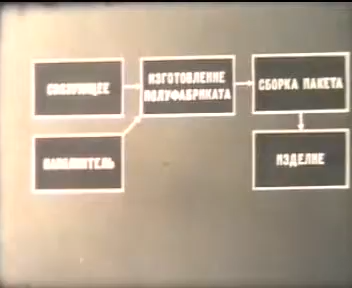 СВЯЗУЮЩЕЕ
ИЗГОТОВЛЕНИЕ
ПОЛУФАБРИКАТА
СБОРКА ПАКЕТА
НАПОЛНИТЕЛЬ
ИЗДЕЛИЕ